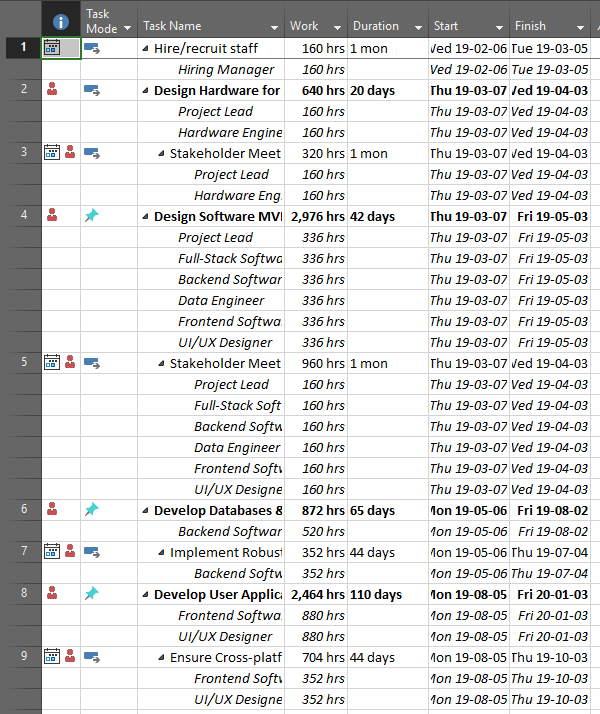 Task Mode Task Name Work Duration Start Finish
1 Hire/recruit staff 160 hrs 1 mon Ved 19-02-06 Tue 19-03-05
Hiring Manager 160 hrs Ved 19-02-06 Tue 19-03-05
2 Design Hardware for 640 hrs 20 days Thu 19-03-07 Ved 19-04-03
Project Lead 160 hrs Thu 19-03-07 Ved 19-04-03
Hardware Engine 160 hrs Thu 19-03-07 Ved 19-04-03
3 Stakeholder Meet 320 hrs 1 mon Thu 19-03-07 Ved 19-04-03
Project Lead 160 hrs Thu 19-03-07 Ved 19-04-03
Hardware Eng 160 hrs Thu 19-03-07 Ved 19-04-03
4 Design Software MVI 2,976 hrs 42 days Thu 19-03-07 Fri 19-05-03
Project Lead 336 hrs Thu 19-03-07 Fri 19-05-03
Full-Stack Softwa 336 hrs Thu 19-03-07 Fri 19-05-03
Backend Softwar 336 hrs Thu 19-03-07 Fri 19-05-03
Data Engineer 336 hrs Thu 19-03-07 Fri 19-05-03
Frontend Softwa 336 hrs Thu 19-03-07 Fri 19-05-03
UI/UX Designer 336 hrs Thu 19-03-07 Fri 19-05-03
5 Stakeholder Meet 960 hrs 1 mon Thu 19-03-07 Ved 19-04-03
Project Lead 160 hrs Thu 19-03-07 Ved 19-04-03
Full-Stack Soft 160 hrs Thu 19-03-07 Ved 19-04-03
Backend Softw 160 hrs Thu 19-03-07 Ved 19-04-03
Data Engineer 160 hrs Thu 19-03-07 Ved 19-04-03
Frontend Softw 160 hrs Thu 19-03-07 Ved 19-04-03
UI/UX Designe 160 hrs Thu 19-03-07 Ved 19-04-03
6 Develop Databases & 872 hrs 65 days Mon 19-05-06 Fri 19-08-02
Backend Softwar 520 hrs Mon 19-05-06 Fri 19-08-02
7 Implement Robust 352 hrs 44 days Mon 19-05-06 Thu 19-07-04
Backend Softw 352 hrs Mon 19-05-06 Thu 19-07-04
8 Develop User Applica 2,464 hrs 110 days Mon 19-08-05 Fri 20-01-03
Frontend Softwa 880 hrs Mon 19-08-05 Fri 20-01-03
UI/UX Designer 880 hrs Mon 19-08-05 Fri 20-01-03
9 Ensure Cross-platf 704 hrs 44 days Mon 19-08-05 Thu 19-10-03
Frontend Softw 352 hrs Mon 19-08-05 Thu 19-10-03
UI/UX Designe 352 hrs Mon 19-08-05 Thu 19-10-03